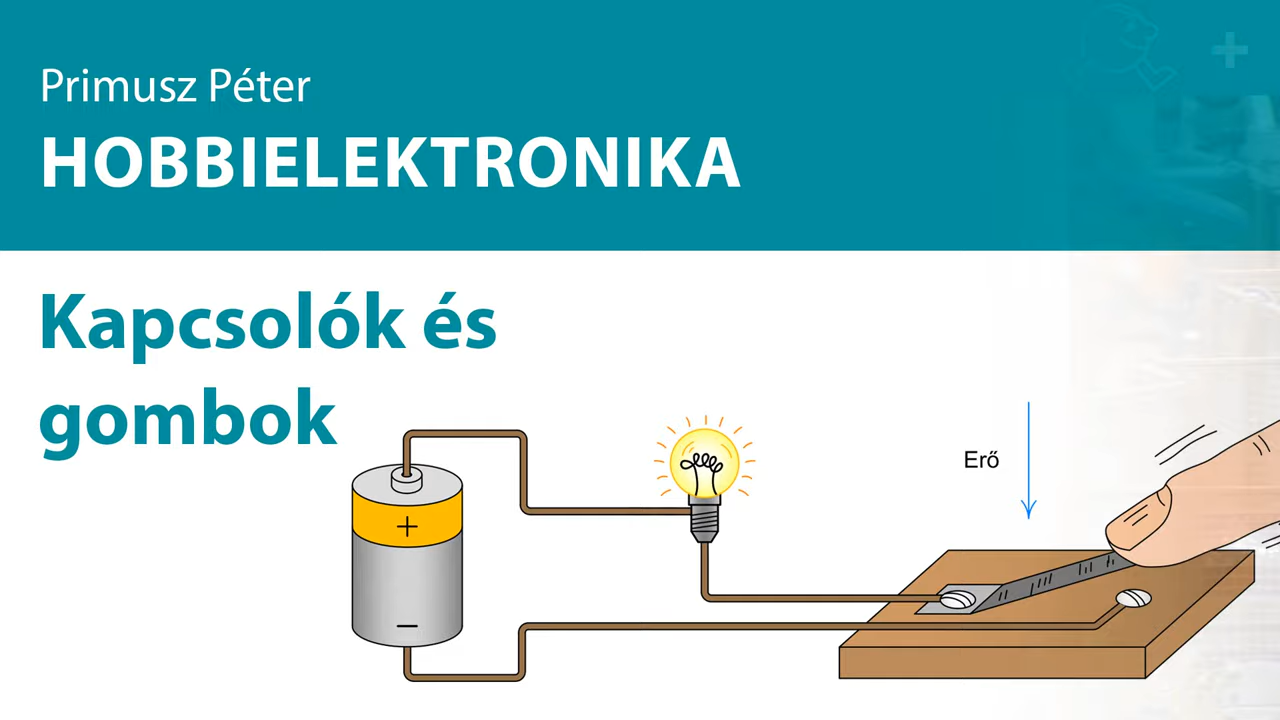 Primusz Péter
HOBBIELEKTRONIKA
Kapcsolók és
gombok
Erő
+
−